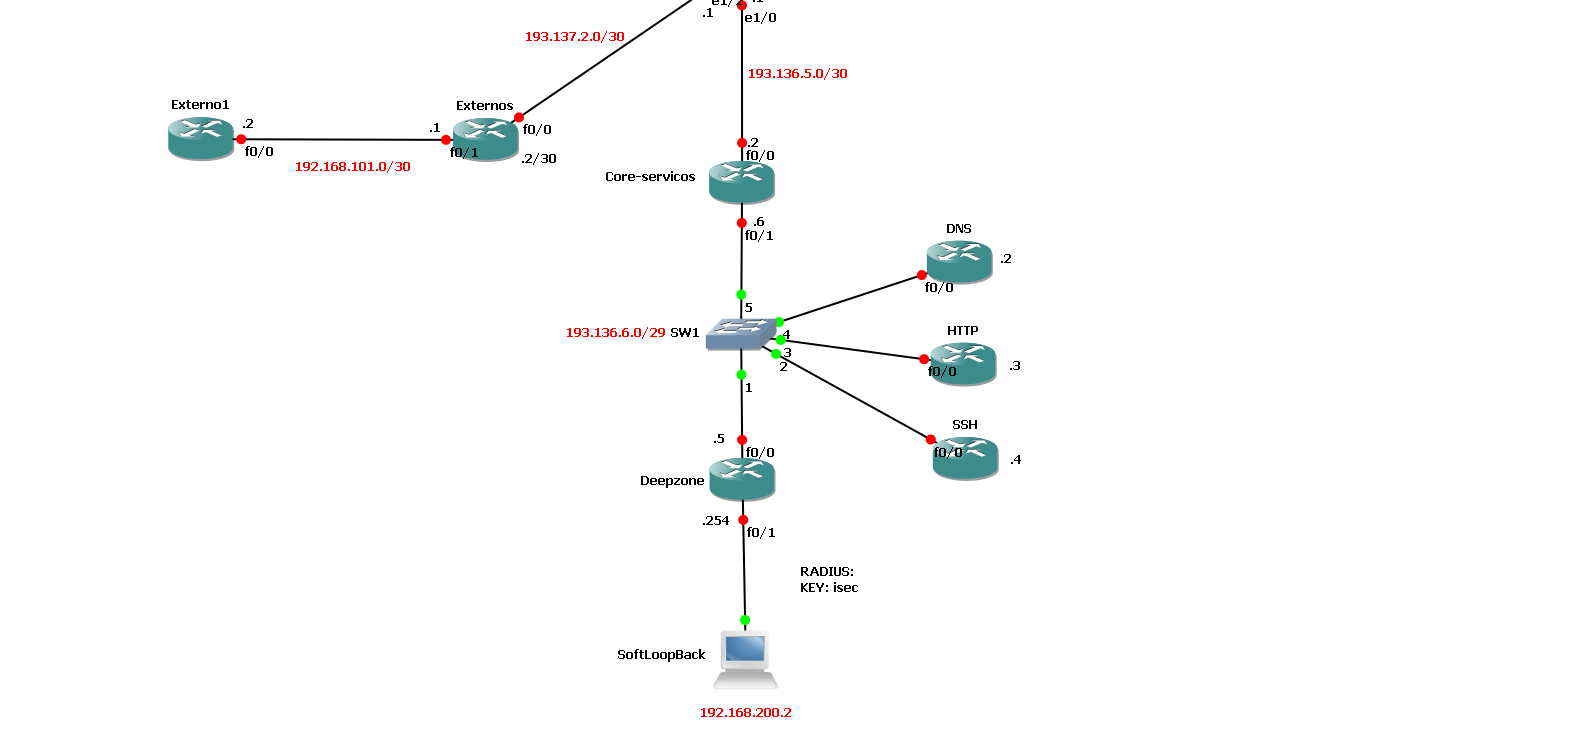 .1
e1/0
193.137.2.0/30
193.136.5.0/30
Externo1
.2
f0/0
192.168.101.0/30
.1
f0/1
Externos
f0/0
.2/30
.2
f0/0
Core-servicos
.6
f0/1
DNS
.2
f0/0
5
193.136.6.0/29
SW1
4
3
2
1
HTTP
.3
f0/0
SSH
.4
f0/0
.5
f0/0
Deepzone
.254
f0/1
RADIUS:
KEY: isec
SoftLoopBack
192.168.200.2